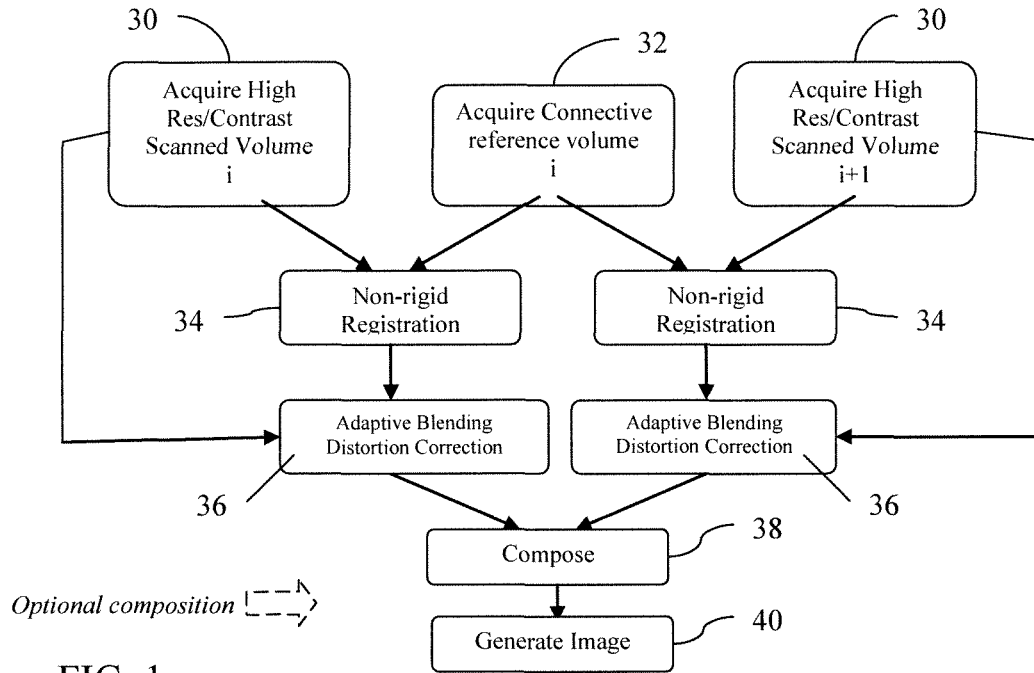 30
32
30
Acquire High
Res/Contrast
Scanned Volume
i
Acquire Connective
reference volume
i
Acquire High
Res/Contrast
Scanned Volume
i+1
34
Non-rigid
Registration
Non-rigid
Registration
34
Adaptive Blending
Distortion Correction
Adaptive Blending
Distortion Correction
36
36
38
Compose
Optional composition
40
Generate Image
FIG. 1